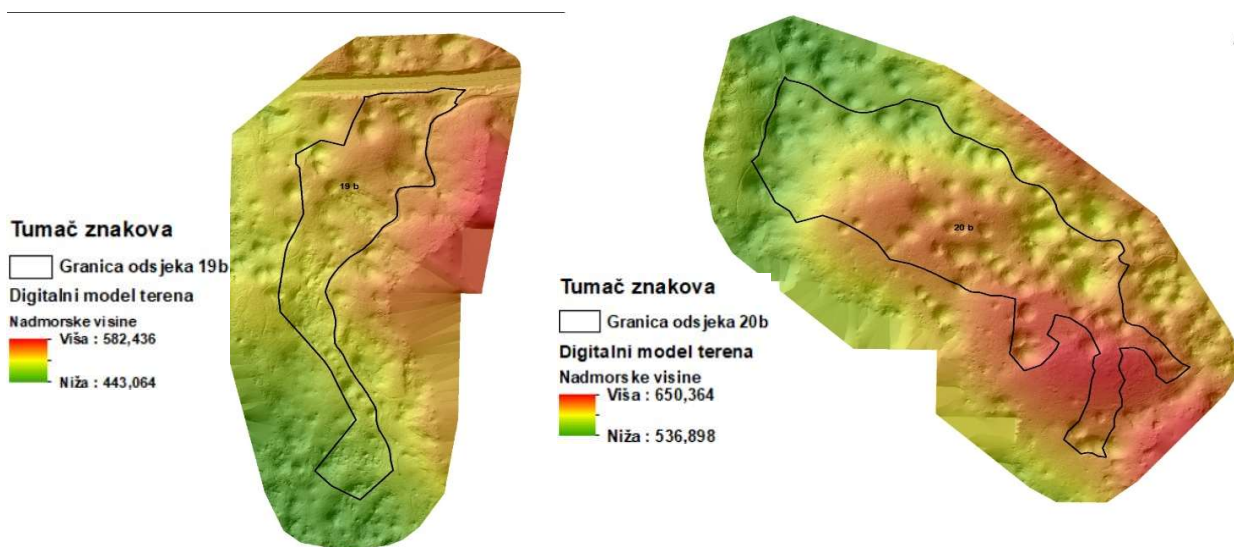 19 b
Tumač znakova
Granica odsjeka 19b
Digitalni model terena
Nadmorske visine
Viša : 582,436
Niža : 443,064
20 b
Tumač znakova
Granica odsjeka 20b
Digitalni model terena
Nadmorske visine
Viša : 650,364
Niža : 536,898